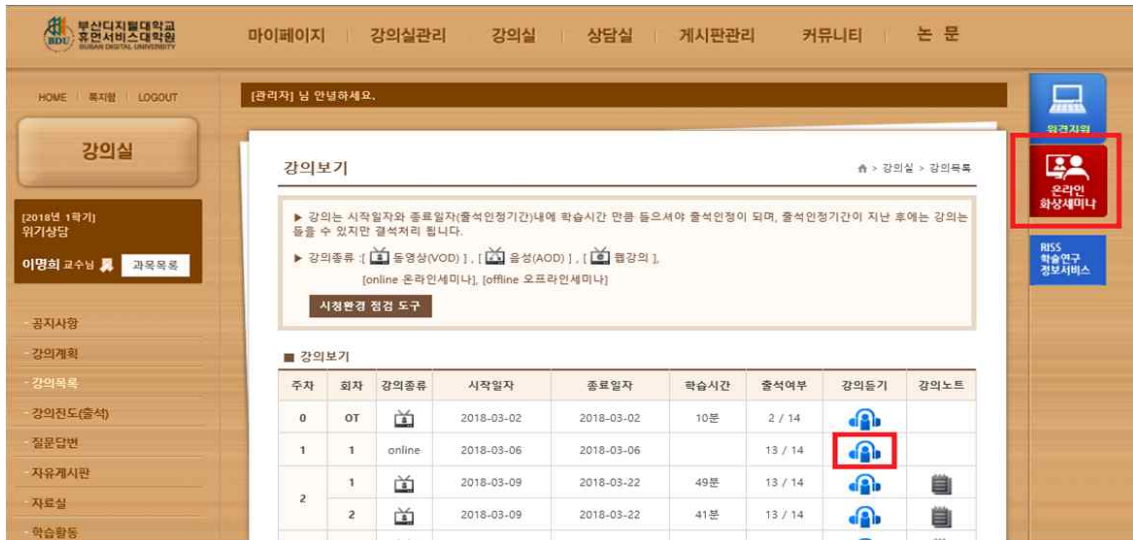 부산디지털대학교
휴먼서비스대학원
BDU BUSAN DIGITAL UNIVERSITY
마이페이지 강의실관리 강의실 상담실 게시판관리 커뮤니티 논 문
HOME 쪽지함 LOGOUT
[관리자] 님 안녕하세요.
강의실
[2018년 1학기]
위기상담
이명희 교수님 과목목록
- 공지사항
- 강의계획
- 강의목록
- 강의진도(출석)
- 질문답변
- 자유게시판
- 자료실
- 학습활동
강의보기
> 강의실 > 강의목록
▶ 강의는 시작일자와 종료일자(출석인정기간)내에 학습시간 만큼 들으셔야 출석인정이 되며, 출석인정기간이 지난 후에는 강의는
들을 수 있지만 결석처리 됩니다.
▶ 강의종류 :[ 동영상(VOD) ] , [ 음성(AOD) ] , [ 웹강의 ],
[online 온라인세미나], [offline 오프라인세미나]
시청환경 점검 도구
■ 강의보기
주차 회차 강의종류 시작일자 종료일자 학습시간 출석여부 강의듣기 강의노트
0 OT 2018-03-02 2018-03-02 10분 2 / 14
1 1 online 2018-03-06 2018-03-06 13 / 14
2 1 2018-03-09 2018-03-22 49분 13 / 14
2 2018-03-09 2018-03-22 41분 13 / 14
원격지원
온라인
화상세미나
RISS
학술연구
정보서비스